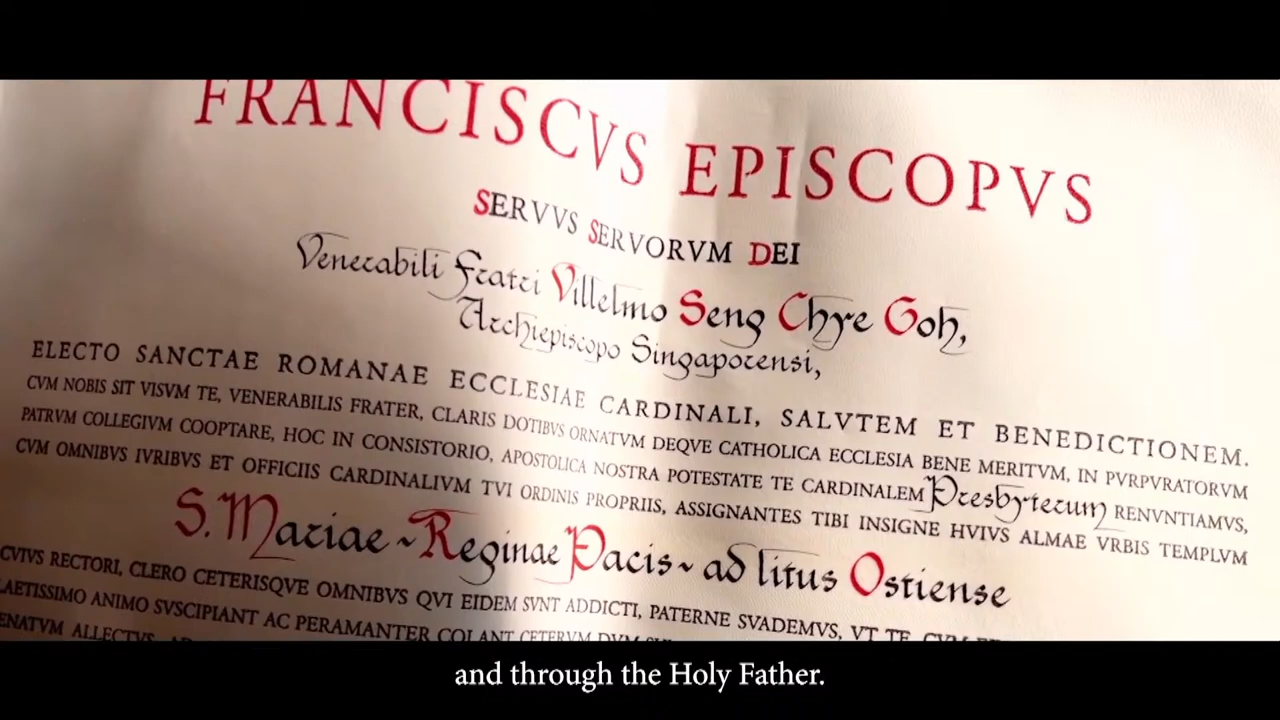 FRANCISCVS EPISCOPVS
SERVVS SERVORVM DEI
Venerabili Fratri Villelmo Seng Chye Goh,
Archiepiscopo Singaporensi,
ELECTO SANCTAE ROMANAE ECCLESIAE CARDINALI, SALVTEM ET BENEDICTIONEM.
CVM NOBIS SIT VISVM TE, VENERABILIS FRATER, CLARIS DOTIBVS ORNATVM DEQVE CATHOLICA ECCLESIA BENE MERITVM, IN PVRPVRATORVM
PATRVM COLLEGIVM COOPTARE, HOC IN CONSISTORIO, APOSTOLICA NOSTRA POTESTATE TE CARDINALEM Presbyterum RENVNTIAMVS,
CVM OMNIBVS IVRIBVS ET OFFICIIS CARDINALIVM TVI ORDINIS PROPRIIS, ASSIGNANTES TIBI INSIGNE HVIVS ALMAE VRBIS TEMPLVM
S. Mariae ~ Reginae Pacis ~ ad litus Ostiense
CVIVS RECTORI, CLERO CETERISQVE OMNIBVS QVI EIDEM SVNT ADDICTI, PATERNE SVADEMVS, VT TE
LAETISSIMO ANIMO SVSCIPIANT AC PERAMANTER COLANT CETERVM DVM
ALLECTVS
and through the Holy Father.